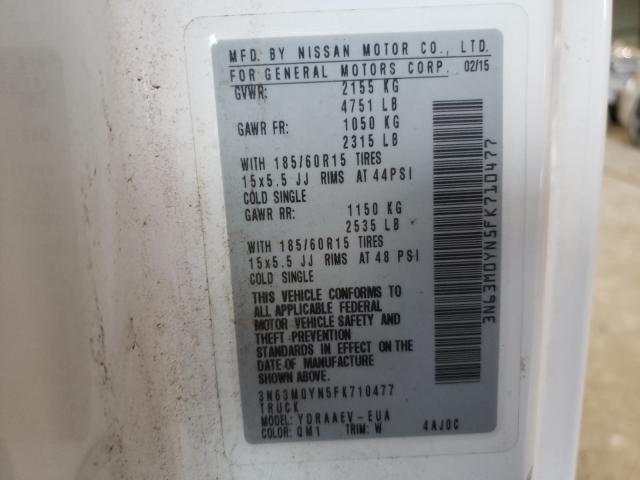 MFD. BY NISSAN MOTOR CO., LTD.
FOR GENERAL MOTORS CORP. 02/15
GVWR: 2155 KG
4751 LB
GAWR FR: 1050 KG
2315 LB
WITH 185/60R15 TIRES
15x5.5 JJ RIMS AT 44PSI
COLD SINGLE
GAWR RR: 1150 KG
2535 LB
WITH 185/60R15 TIRES
15x5.5 JJ RIMS AT 48 PSI
COLD SINGLE
THIS VEHICLE CONFORMS TO
ALL APPLICABLE FEDERAL
MOTOR VEHICLE SAFETY AND
THEFT PREVENTION
STANDARDS IN EFFECT ON THE
DATE OF MANUFACTURE
SHOWN ABOVE.
3N63M0YN5FK710477
TRUCK
MODEL: YDRAAEV-EUA
COLOR: QM1 TRIM: W 4AJ0C
3N63M0YN5FK710477